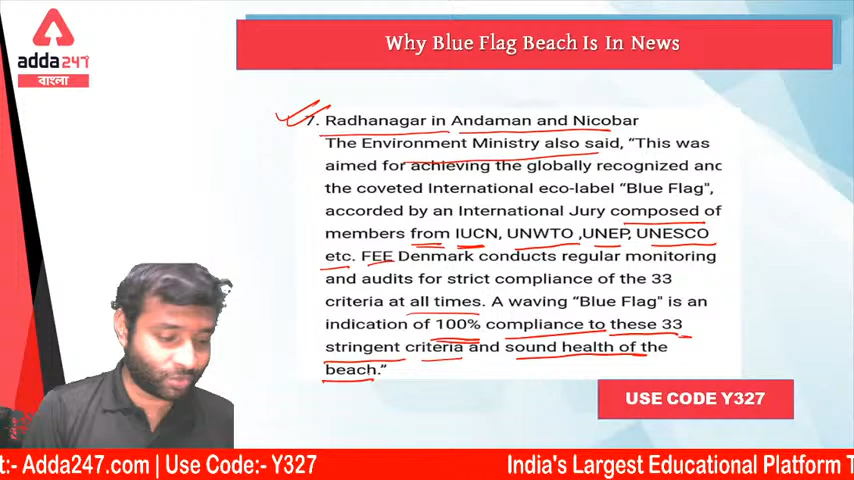 adda247
বাংলা
Why Blue Flag Beach Is In News
7. Radhanagar in Andaman and Nicobar
The Environment Ministry also said, “This was
aimed for achieving the globally recognized and
the coveted International eco-label “Blue Flag",
accorded by an International Jury composed of
members from IUCN, UNWTO ,UNEP, UNESCO
etc. FEE Denmark conducts regular monitoring
and audits for strict compliance of the 33
criteria at all times. A waving “Blue Flag" is an
indication of 100% compliance to these 33
stringent criteria and sound health of the
beach.”
USE CODE Y327
t:- Adda247.com | Use Code:- Y327
India's Largest Educational Platform T